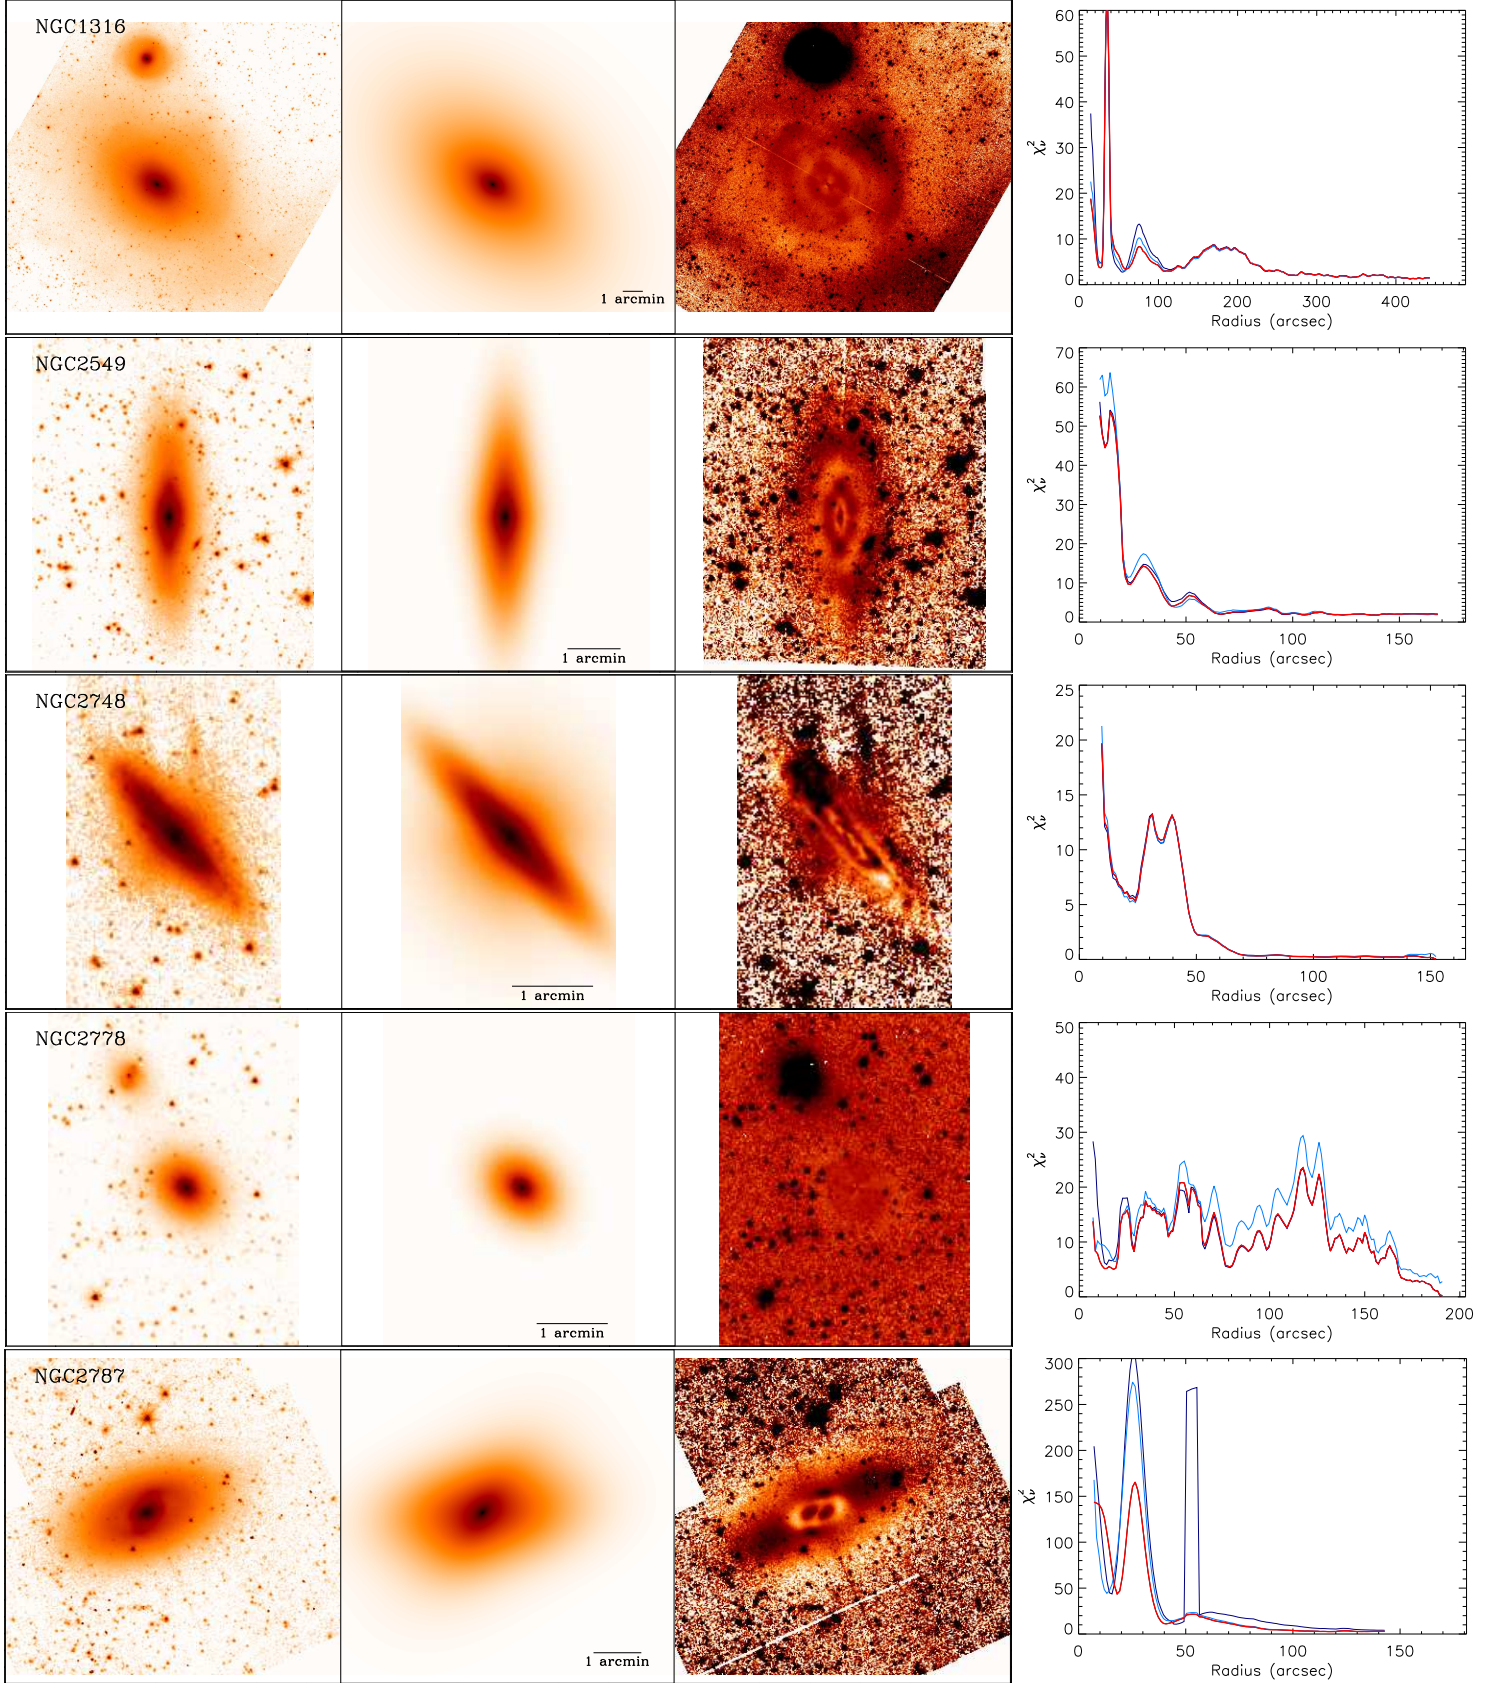 NGC1316
1 arcmin
60
50
40
30
20
10
0
χ²ν
0 100 200 300 400
Radius (arcsec)
NGC2549
1 arcmin
70
60
50
40
30
20
10
0
χ²ν
0 50 100 150
Radius (arcsec)
NGC2748
1 arcmin
25
20
15
10
5
0
χ²ν
0 50 100 150
Radius (arcsec)
NGC2778
1 arcmin
50
40
30
20
10
0
χ²ν
0 50 100 150 200
Radius (arcsec)
NGC2787
1 arcmin
300
250
200
150
100
50
0
χ²ν
0 50 100 150
Radius (arcsec)